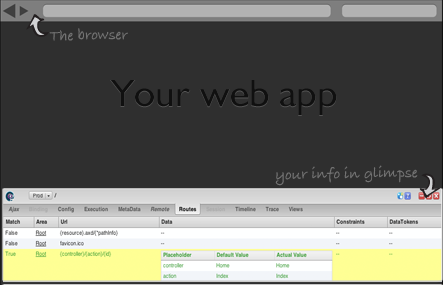 The browser
Your web app
your info in glimpse
Prod /
Ajax Config Execution MetaData Remote Routes Timeline Trace Views
Match Area Url Data Constraints DataTokens
False Root {resource}.axd/{*pathInfo} -- -- --
False Root favicon.ico -- -- --
True Root {controller}/{action}/{id} -- --
Placeholder Default Value Actual Value
controller Home Home
action Index Index